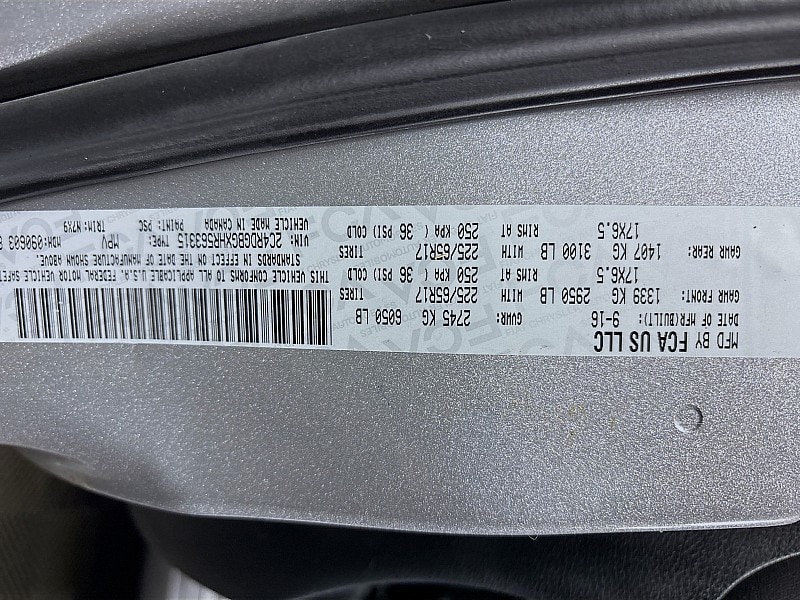 MFD BY FCA US LLC
DATE OF MFR(BUILT): 9-16 GVWR: 2745 KG 6050 LB
GAWR FRONT: 1339 KG 2950 LB WITH 225/65R17 TIRES
17X6.5 RIMS AT 250 KPA ( 36 PSI) COLD
GAWR REAR: 1407 KG 3100 LB WITH 225/65R17 TIRES
17X6.5 RIMS AT 250 KPA ( 36 PSI) COLD
THIS VEHICLE CONFORMS TO ALL APPLICABLE U.S.A. FEDERAL MOTOR VEHICLE SAFET
STANDARDS IN EFFECT ON THE DATE OF MANUFACTURE SHOWN ABOVE.
VIN: 2C4RDGBGXHR563315 TYPE: MPV MDH:090603
VEHICLE MADE IN CANADA PAINT: PSC TRIM: N7X9